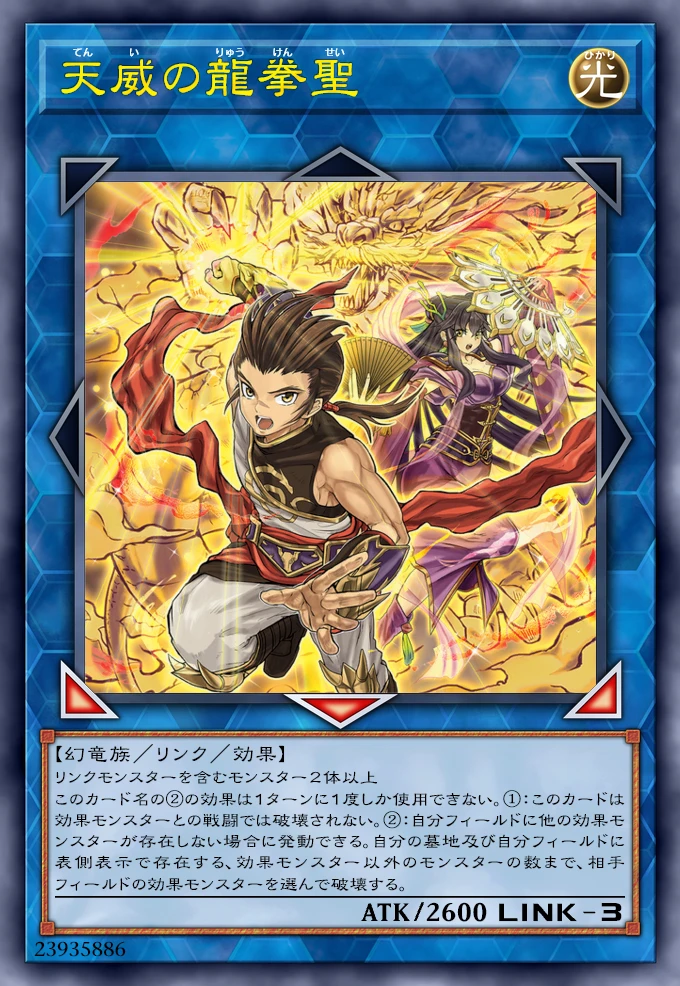 てん い りゅう けん せい
天威の龍拳聖
ひかり
光
【幻竜族／リンク／効果】
リンクモンスターを含むモンスター２体以上
このカード名の②の効果は１ターンに１度しか使用できない。①：このカードは
効果モンスターとの戦闘では破壊されない。②：自分フィールドに他の効果モ
ンスターが存在しない場合に発動できる。自分の墓地及び自分フィールドに
表側表示で存在する、効果モンスター以外のモンスターの数まで、相手
フィールドの効果モンスターを選んで破壊する。
ATK/2600 LINK-3
23935886